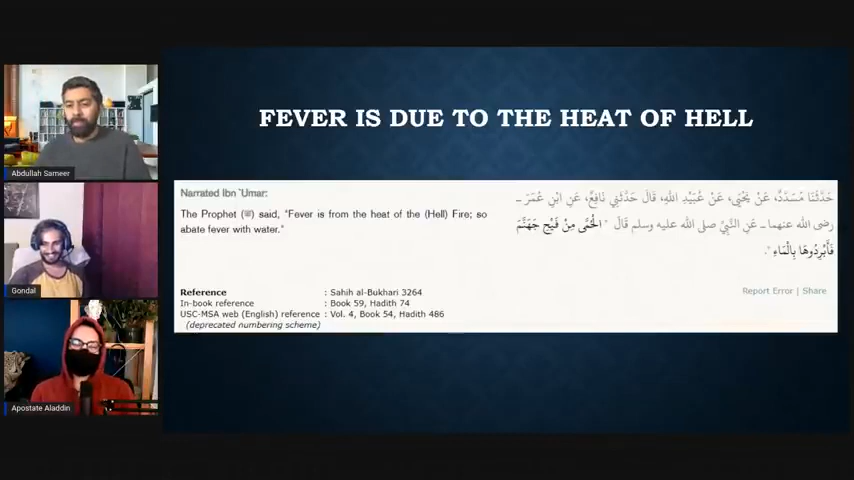 FEVER IS DUE TO THE HEAT OF HELL
Abdullah Sameer
Gondal
Apostate Aladdin
Narrated Ibn `Umar:
The Prophet (ﷺ) said, "Fever is from the heat of the (Hell) Fire; so
abate fever with water."
حَدَّثَنَا مُسَدَّدٌ، عَنْ يَحْيَى، عَنْ عُبَيْدِ اللَّهِ، قَالَ حَدَّثَنِي نَافِعٌ، عَنِ ابْنِ عُمَرَ ـ
رضى الله عنهما ـ عَنِ النَّبِيِّ صلى الله عليه وسلم قَالَ " الْحُمَّى مِنْ فَيْحِ جَهَنَّمَ
فَأَبْرِدُوهَا بِالْمَاءِ ".
Reference : Sahih al-Bukhari 3264
In-book reference : Book 59, Hadith 74
USC-MSA web (English) reference : Vol. 4, Book 54, Hadith 486
(deprecated numbering scheme)
Report Error | Share